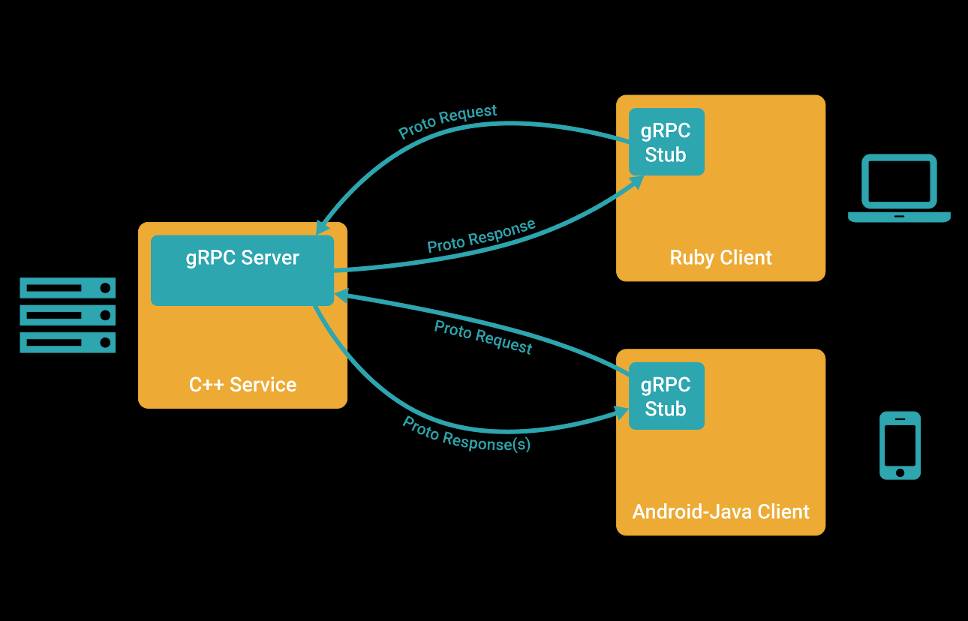 Proto Request
gRPC
Stub
Proto Response
Ruby Client
gRPC Server
C++ Service
Proto Request
gRPC
Stub
Proto Response(s)
Android-Java Client